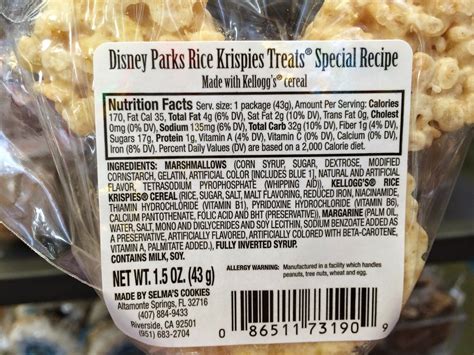 Disney Parks Rice Krispies Treats® Special Recipe
Made with Kellogg's® cereal
Nutrition Facts Serv. size: 1 package (43g), Amount Per Serving: Calories
170, Fat Cal 35, Total Fat 4g (6% DV), Sat Fat 2g (10% DV), Trans Fat 0g, Cholest
0mg (0% DV), Sodium 135mg (6% DV), Total Carb 32g (10% DV), Fiber 1g (4% DV),
Sugars 17g, Protein 1g, Vitamin A (4% DV), Vitamin C (0% DV), Calcium (0% DV),
Iron (8% DV). Percent Daily Values (DV) are based on a 2,000 Calorie diet.
INGREDIENTS: MARSHMALLOWS (CORN SYRUP, SUGAR, DEXTROSE, MODIFIED
CORNSTARCH, GELATIN, ARTIFICIAL COLOR [INCLUDES BLUE 1], NATURAL AND ARTIFICIAL
FLAVOR, TETRASODIUM PYROPHOSPHATE (WHIPPING AID)), KELLOGG'S® RICE
KRISPIES® CEREAL (RICE, SUGAR, SALT, MALT FLAVORING, REDUCED IRON, NIACINAMIDE,
THIAMIN HYDROCHLORIDE (VITAMIN B1), PYRIDOXINE HYDROCHLORIDE (VITAMIN B6),
CALCIUM PANTOTHENATE, FOLIC ACID AND BHT (PRESERVATIVE)), MARGARINE (PALM OIL,
WATER, SALT, MONO AND DIGLYCERIDES AND SOY LECITHIN, SODIUM BENZOATE ADDED AS
A PRESERVATIVE, ARTIFICIALLY FLAVORED, ARTIFICIALLY COLORED WITH BETA-CAROTENE,
VITAMIN A, PALMITATE ADDED.), FULLY INVERTED SYRUP.
CONTAINS MILK, SOY.
NET WT. 1.5 OZ. (43 g)
ALLERGY WARNING: Manufactured in a facility which handles
peanuts, tree nuts, wheat and egg.
MADE BY SELMA'S COOKIES
Altamonte Springs, FL 32716
(407) 884-9433
Riverside, CA 92501
(951) 683-2704
0 86511 73190 9